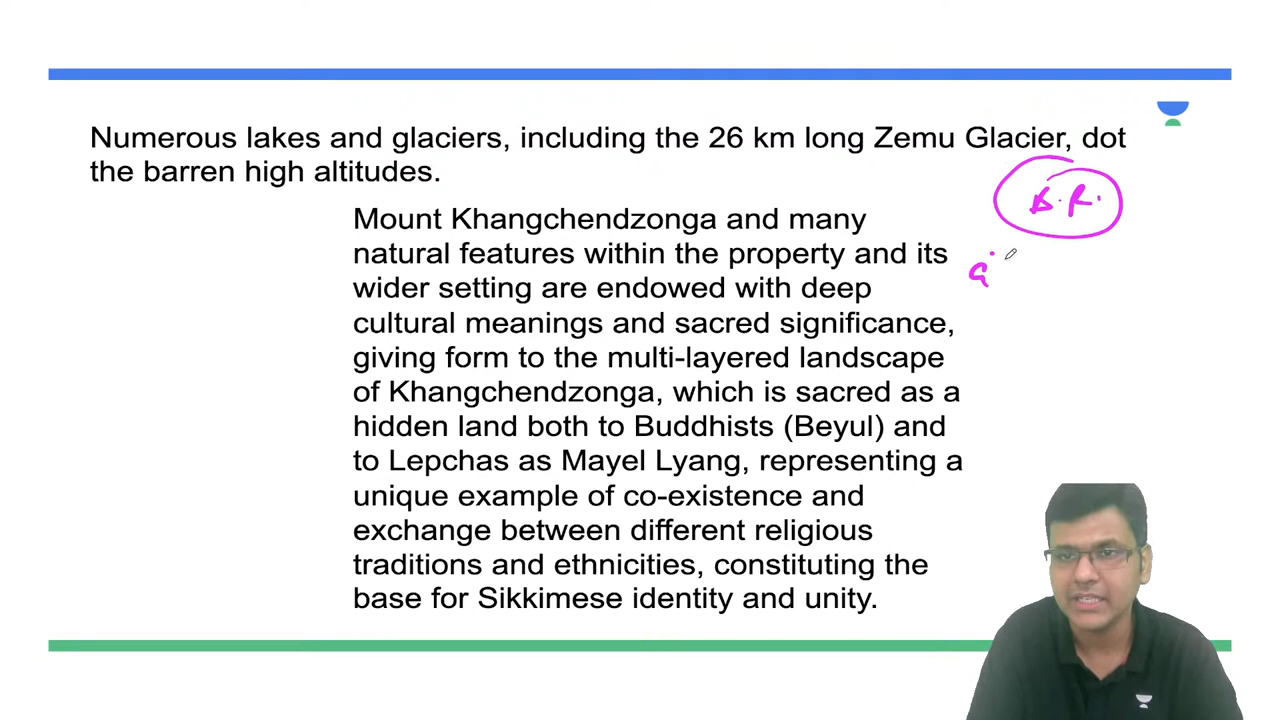 Numerous lakes and glaciers, including the 26 km long Zemu Glacier, dot
the barren high altitudes.
Mount Khangchendzonga and many
natural features within the property and its
wider setting are endowed with deep
cultural meanings and sacred significance,
giving form to the multi-layered landscape
of Khangchendzonga, which is sacred as a
hidden land both to Buddhists (Beyul) and
to Lepchas as Mayel Lyang, representing a
unique example of co-existence and
exchange between different religious
traditions and ethnicities, constituting the
base for Sikkimese identity and unity.
B.R.